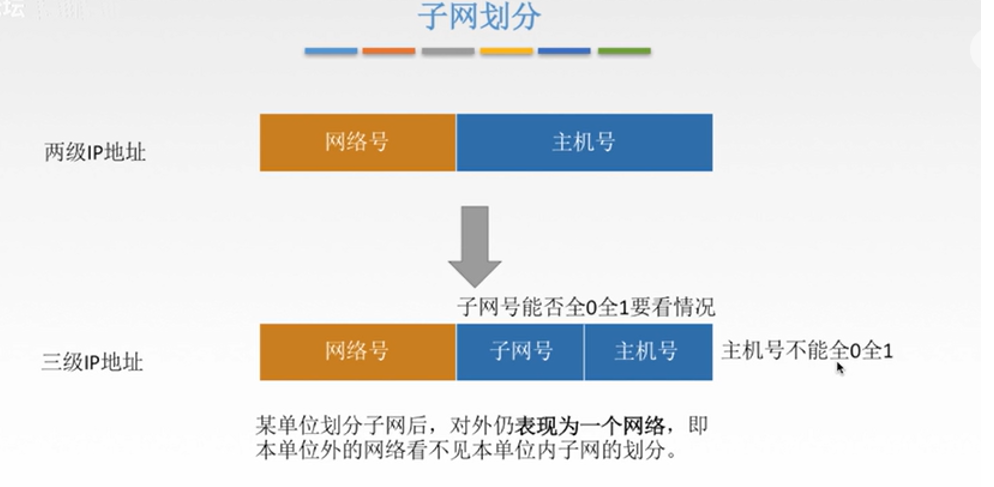 子网划分
两级IP地址
网络号
主机号
子网号能否全0全1要看情况
三级IP地址
网络号
子网号
主机号
主机号不能全0全1
某单位划分子网后，对外仍表现为一个网络，即
本单位外的网络看不见本单位内子网的划分。